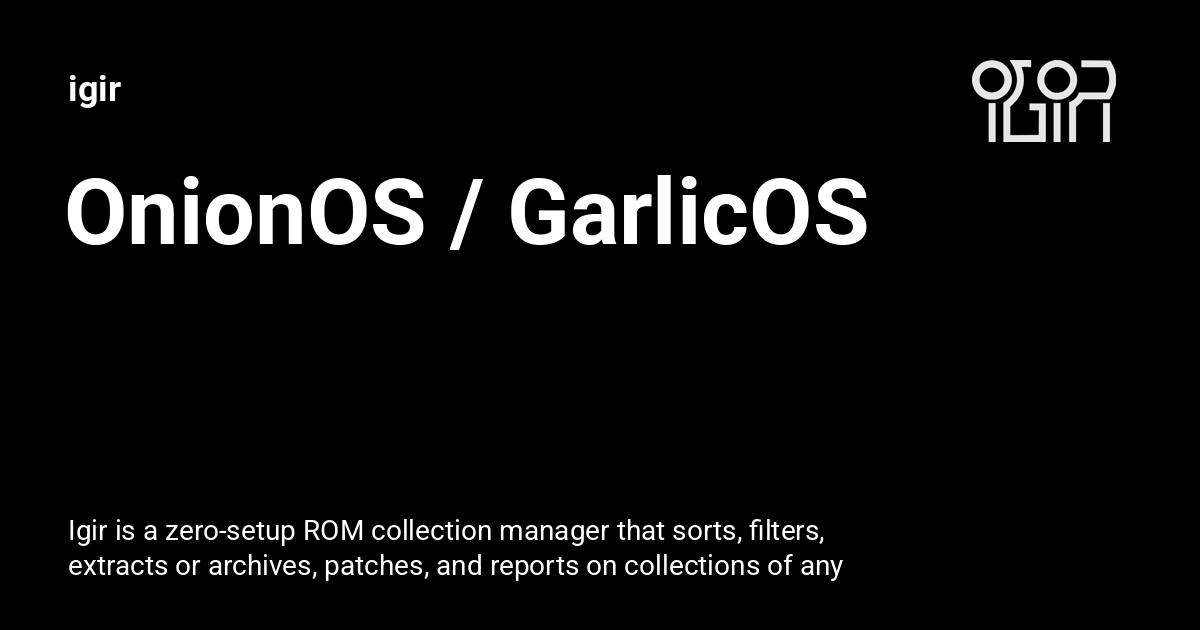 igir
IGIR
OnionOS / GarlicOS
Igir is a zero-setup ROM collection manager that sorts, filters,
extracts or archives, patches, and reports on collections of any